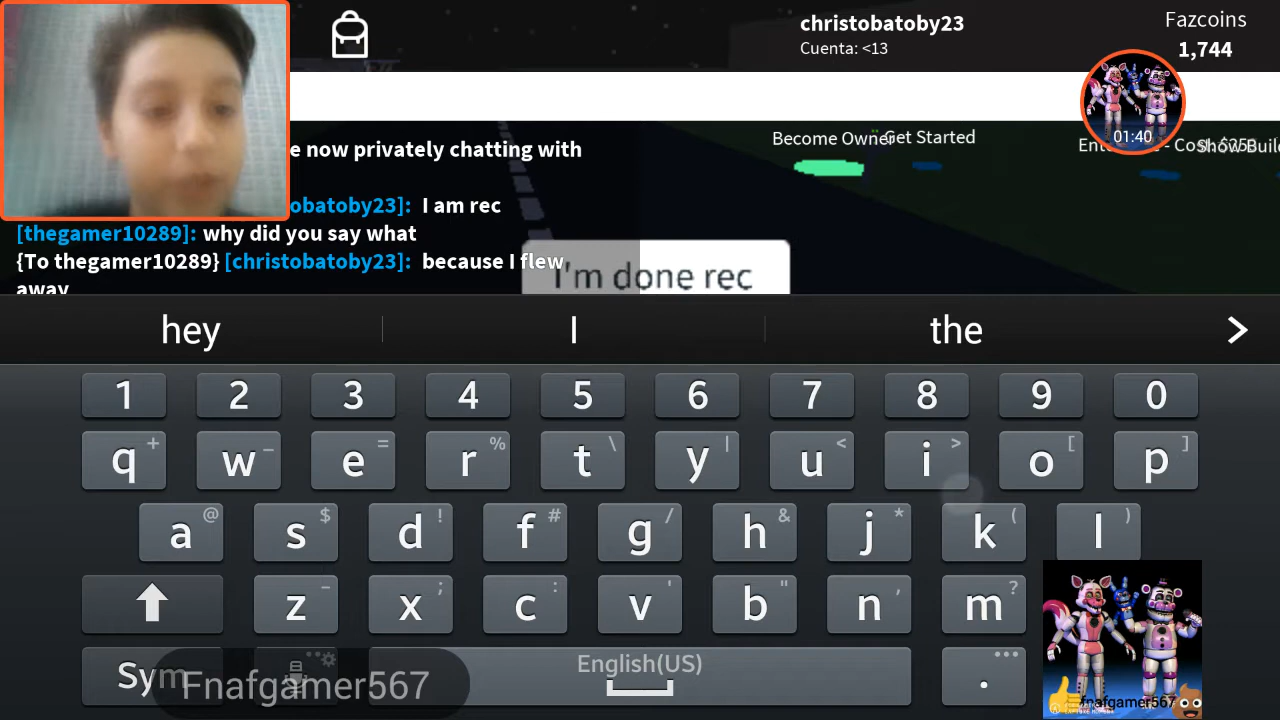 christobatoby23
Cuenta: <13
Fazcoins
1,744
01:40
Become Owner
Get Started
e now privately chatting with
obatoby23]: I am rec
[thegamer10289]: why did you say what
{To thegamer10289} [christobatoby23]: because I flew
away
I'm done rec
hey I the
1 2 3 4 5 6 7 8 9 0
q + w - e = r % t \ y | u < i > o [ p ]
a @ s $ d ! f # g / h & j * k ( l )
z - x ; c : v ' b " n , m ?
Sym English(US) .
Fnafgamer567
fnafgamer567